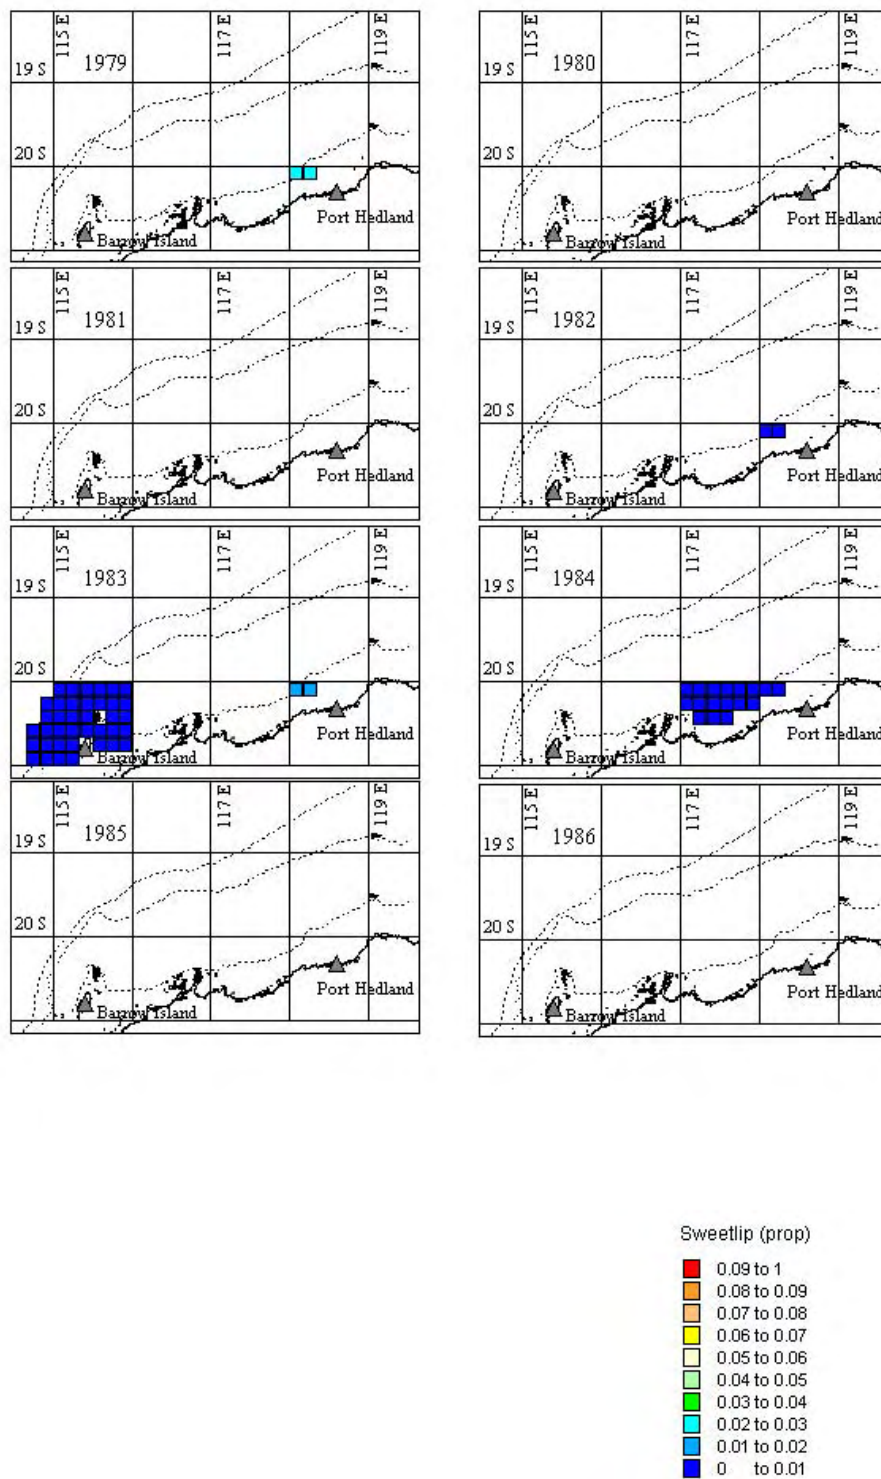 115 E
117 E
119 E
1979
19 S
20 S
Port Hedland
Barrow Island
115 E
117 E
119 E
1980
19 S
20 S
Port Hedland
Barrow Island
115 E
117 E
119 E
1981
19 S
20 S
Port Hedland
Barrow Island
115 E
117 E
119 E
1982
19 S
20 S
Port Hedland
Barrow Island
115 E
117 E
119 E
1983
19 S
20 S
Port Hedland
Barrow Island
115 E
117 E
119 E
1984
19 S
20 S
Port Hedland
Barrow Island
115 E
117 E
119 E
1985
19 S
20 S
Port Hedland
Barrow Island
115 E
117 E
119 E
1986
19 S
20 S
Port Hedland
Barrow Island
Sweetlip (prop)
0.09 to 1
0.08 to 0.09
0.07 to 0.08
0.06 to 0.07
0.05 to 0.06
0.04 to 0.05
0.03 to 0.04
0.02 to 0.03
0.01 to 0.02
0 to 0.01